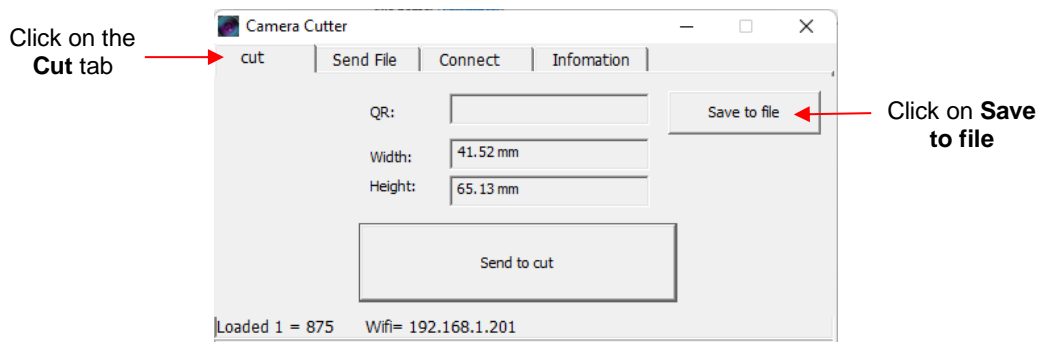 Camera Cutter
Click on the
Cut tab
cut Send File Connect Infomation
QR: Save to file
Click on Save
to file
Width: 41.52 mm
Height: 65.13 mm
Send to cut
Loaded 1 = 875 Wifi= 192.168.1.201